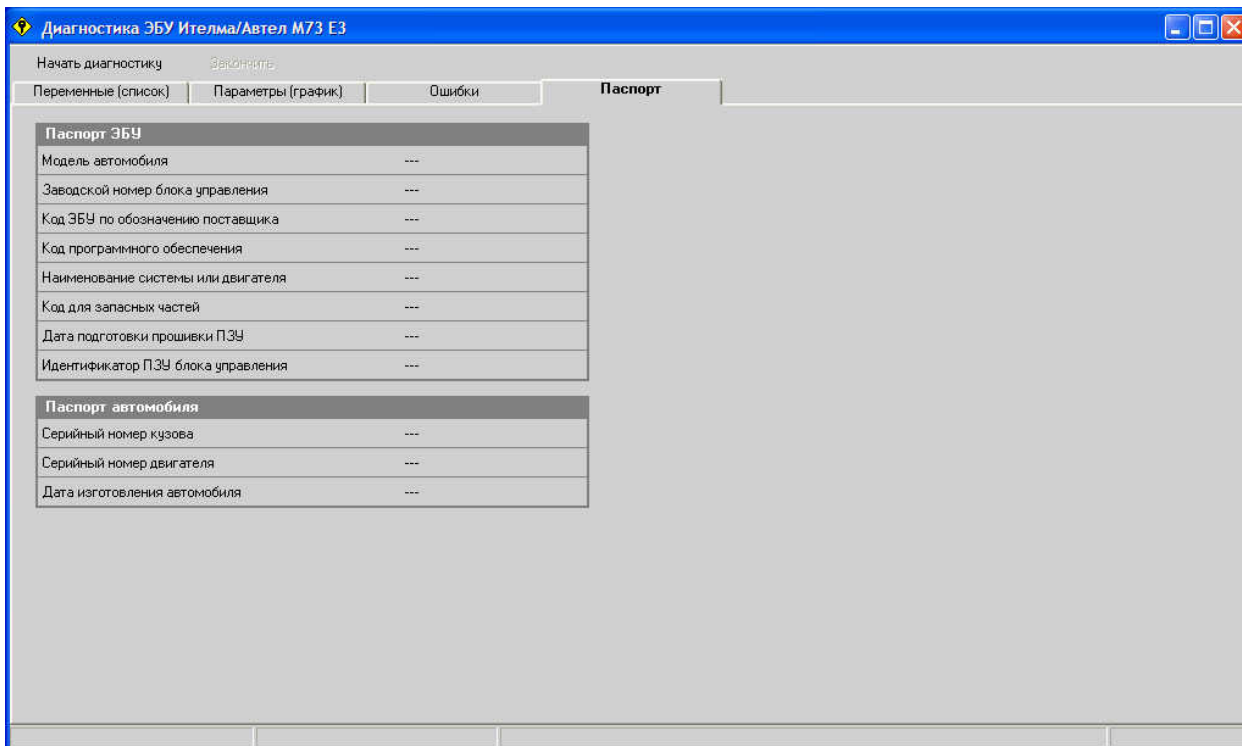 Диагностика ЭБУ Ителма/Автел М73 Е3
Начать диагностику Закончить
Переменные (список) Параметры (график) Ошибки Паспорт
Паспорт ЭБУ
Модель автомобиля ---
Заводской номер блока управления ---
Код ЭБУ по обозначению поставщика ---
Код программного обеспечения ---
Наименование системы или двигателя ---
Код для запасных частей ---
Дата подготовки прошивки ПЗУ ---
Идентификатор ПЗУ блока управления ---
Паспорт автомобиля
Серийный номер кузова ---
Серийный номер двигателя ---
Дата изготовления автомобиля ---